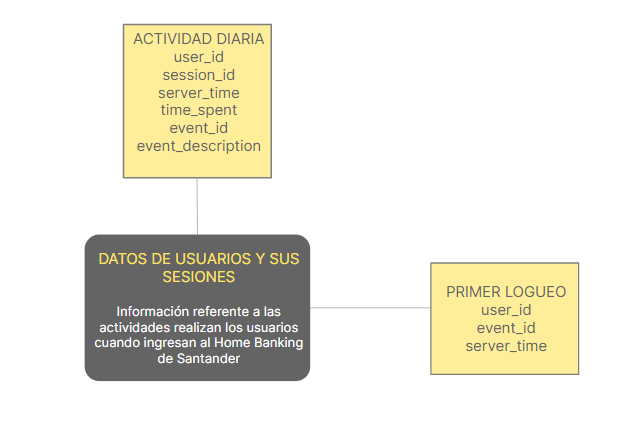 ACTIVIDAD DIARIA
user_id
session_id
server_time
time_spent
event_id
event_description
DATOS DE USUARIOS Y SUS
SESIONES
Información referente a las
actividades realizan los usuarios
cuando ingresan al Home Banking
de Santander
PRIMER LOGUEO
user_id
event_id
server_time